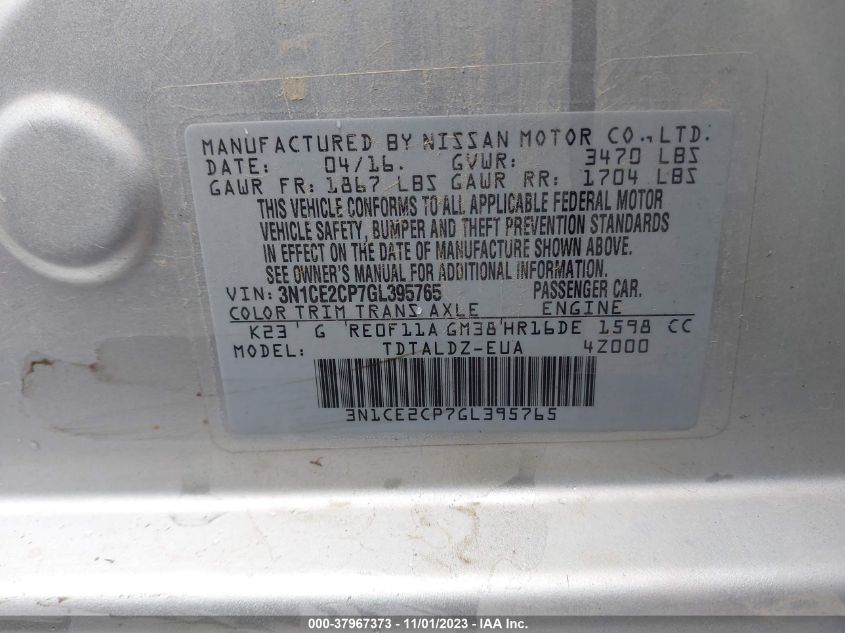 MANUFACTURED BY NISSAN MOTOR CO., LTD.
DATE: 04/16. GVWR: 3470 LBS
GAWR FR: 1867 LBS GAWR RR: 1704 LBS
THIS VEHICLE CONFORMS TO ALL APPLICABLE FEDERAL MOTOR
VEHICLE SAFETY, BUMPER AND THEFT PREVENTION STANDARDS
IN EFFECT ON THE DATE OF MANUFACTURE SHOWN ABOVE.
SEE OWNER'S MANUAL FOR ADDITIONAL INFORMATION.
VIN: 3N1CE2CP7GL395765 PASSENGER CAR.
COLOR TRIM TRANS AXLE ENGINE
K23 G RE0F11A GM38 HR16DE 1598 CC
MODEL: TDTALDZ-EUA 4Z000
3N1CE2CP7GL395765
000-37967373 - 11/01/2023 - IAA Inc.